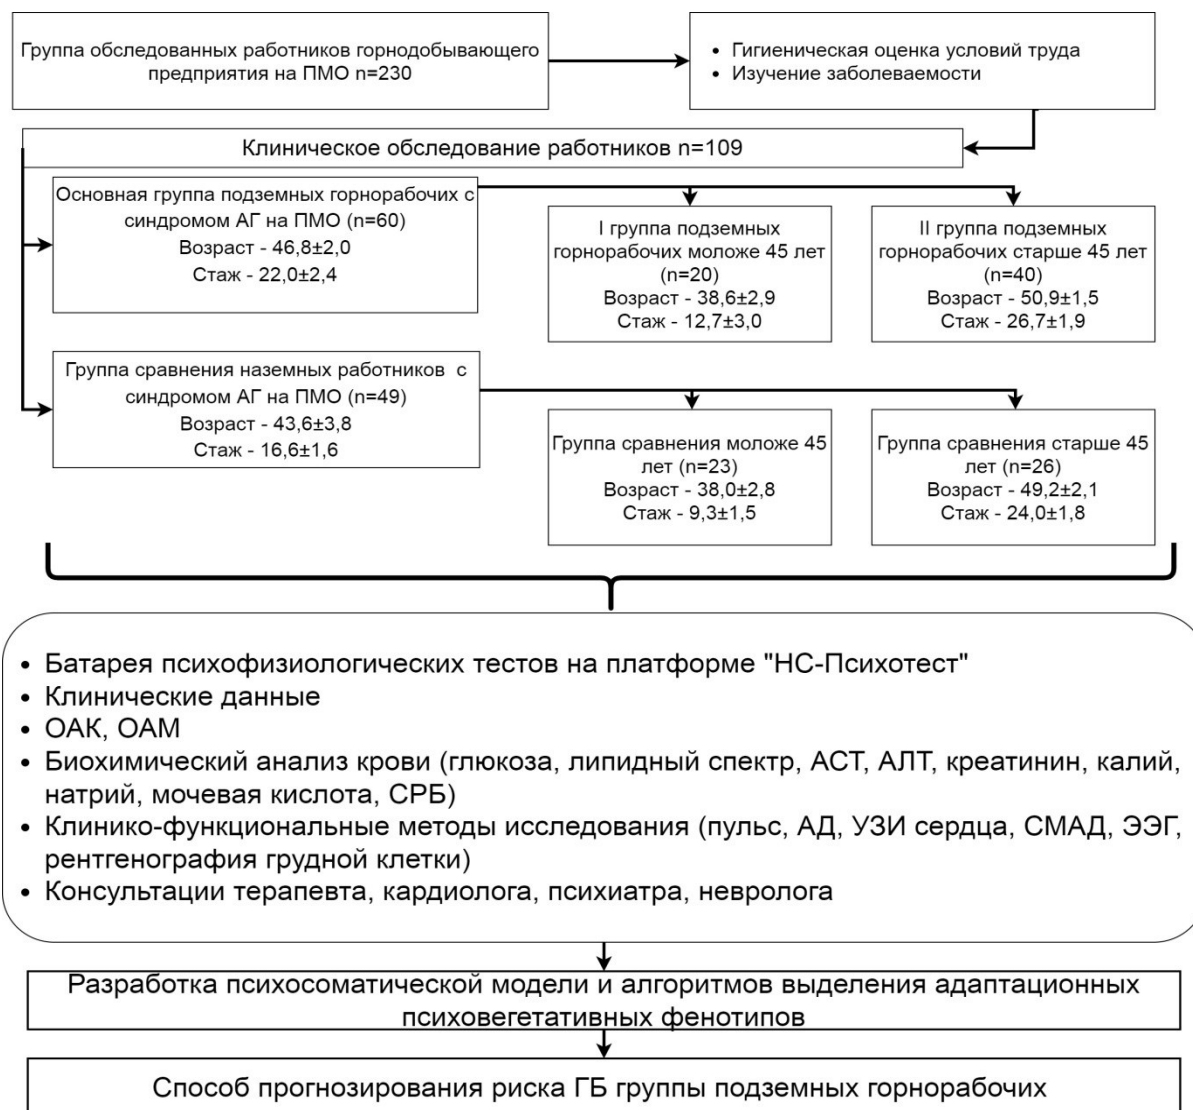 Группа обследованных работников горнодобывающего
предприятия на ПМО n=230
• Гигиеническая оценка условий труда
• Изучение заболеваемости
Клиническое обследование работников n=109
Основная группа подземных горнорабочих с
синдромом АГ на ПМО (n=60)
Возраст - 46,8±2,0
Стаж - 22,0±2,4
I группа подземных
горнорабочих моложе 45 лет
(n=20)
Возраст - 38,6±2,9
Стаж - 12,7±3,0
II группа подземных
горнорабочих старше 45 лет
(n=40)
Возраст - 50,9±1,5
Стаж - 26,7±1,9
Группа сравнения наземных работников с
синдромом АГ на ПМО (n=49)
Возраст - 43,6±3,8
Стаж - 16,6±1,6
Группа сравнения моложе 45
лет (n=23)
Возраст - 38,0±2,8
Стаж - 9,3±1,5
Группа сравнения старше 45
лет (n=26)
Возраст - 49,2±2,1
Стаж - 24,0±1,8
• Батарея психофизиологических тестов на платформе "НС-Психотест"
• Клинические данные
• ОАК, ОАМ
• Биохимический анализ крови (глюкоза, липидный спектр, АСТ, АЛТ, креатинин, калий,
натрий, мочевая кислота, СРБ)
• Клинико-функциональные методы исследования (пульс, АД, УЗИ сердца, СМАД, ЭЭГ,
рентгенография грудной клетки)
• Консультации терапевта, кардиолога, психиатра, невролога
Разработка психосоматической модели и алгоритмов выделения адаптационных
психовегетативных фенотипов
Способ прогнозирования риска ГБ группы подземных горнорабочих